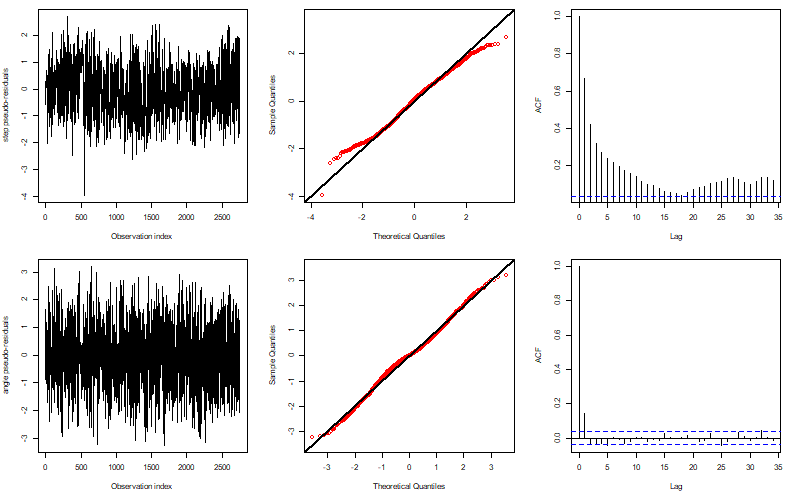 step pseudo-residuals
-4 -3 -2 -1 0 1 2
0 500 1000 1500 2000 2500
Observation index
Sample Quantiles
-4 -2 0 2
-4 -2 0 2
Theoretical Quantiles
ACF
0.2 0.4 0.6 0.8 1.0
0 5 10 15 20 25 30 35
Lag
angle pseudo-residuals
-3 -2 -1 0 1 2 3
0 500 1000 1500 2000 2500
Observation index
Sample Quantiles
-3 -2 -1 0 1 2 3
-3 -2 -1 0 1 2 3
Theoretical Quantiles
ACF
0.0 0.2 0.4 0.6 0.8 1.0
0 5 10 15 20 25 30 35
Lag